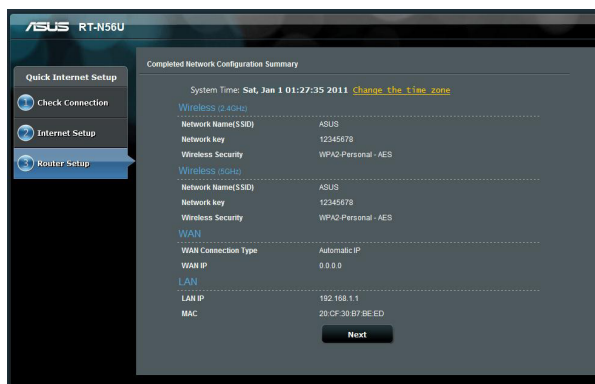 ASUS RT-N56U
Quick Internet Setup
1 Check Connection
2 Internet Setup
3 Router Setup
Completed Network Configuration Summary
System Time: Sat, Jan 1 01:27:35 2011 Change the time zone
Wireless (2.4GHz)
Network Name(SSID) ASUS
Network key 12345678
Wireless Security WPA2-Personal - AES
Wireless (5GHz)
Network Name(SSID) ASUS
Network key 12345678
Wireless Security WPA2-Personal - AES
WAN
WAN Connection Type Automatic IP
WAN IP 0.0.0.0
LAN
LAN IP 192.168.1.1
MAC 20:CF:30:B7:BE:ED
Next